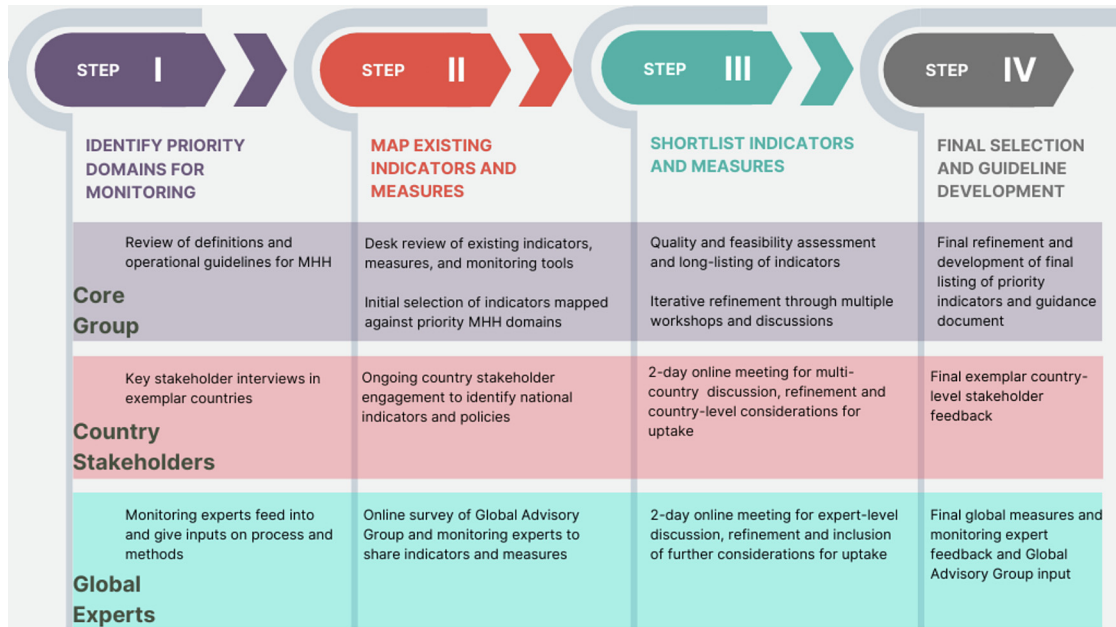 STEP I
STEP II
STEP III
STEP IV
IDENTIFY PRIORITY
DOMAINS FOR
MONITORING
MAP EXISTING
INDICATORS AND
MEASURES
SHORTLIST INDICATORS
AND MEASURES
FINAL SELECTION
AND GUIDELINE
DEVELOPMENT
Core
Group
Review of definitions and
operational guidelines for MHH
Desk review of existing indicators,
measures, and monitoring tools
Initial selection of indicators mapped
against priority MHH domains
Quality and feasibility assessment
and long-listing of indicators
Iterative refinement through multiple
workshops and discussions
Final refinement and
development of final
listing of priority
indicators and guidance
document
Country
Stakeholders
Key stakeholder interviews in
exemplar countries
Ongoing country stakeholder
engagement to identify national
indicators and policies
2-day online meeting for multi-
country discussion, refinement and
country-level considerations for
uptake
Final exemplar country-
level stakeholder
feedback
Global
Experts
Monitoring experts feed into
and give inputs on process and
methods
Online survey of Global Advisory
Group and monitoring experts to
share indicators and measures
2-day online meeting for expert-level
discussion, refinement and inclusion
of further considerations for uptake
Final global measures and
monitoring expert
feedback and Global
Advisory Group input